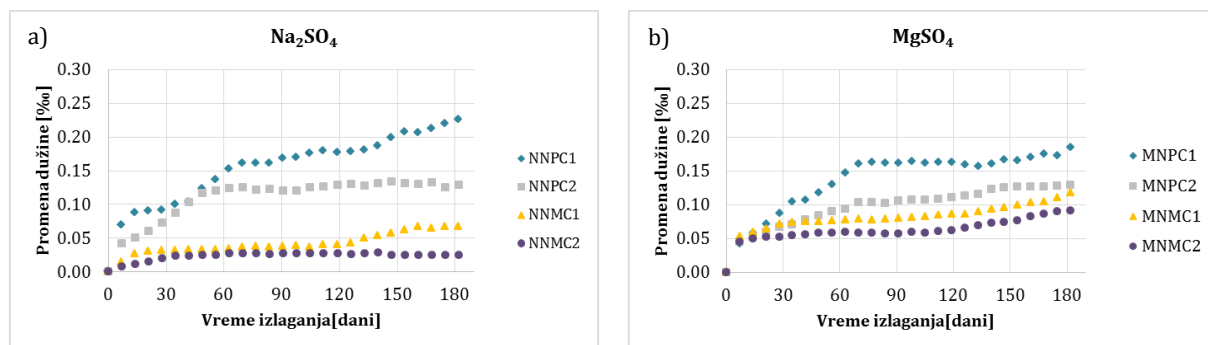 a)
Na₂SO₄
Promena dužine [‰]
0.30
0.25
0.20
0.15
0.10
0.05
0.00
0 30 60 90 120 150 180
Vreme izlaganja[dani]
NNPC1
NNPC2
NNMC1
NNMC2
b)
MgSO₄
Promena dužine [‰]
0.30
0.25
0.20
0.15
0.10
0.05
0.00
0 30 60 90 120 150 180
Vreme izlaganja[dani]
MNPC1
MNPC2
MNMC1
MNMC2